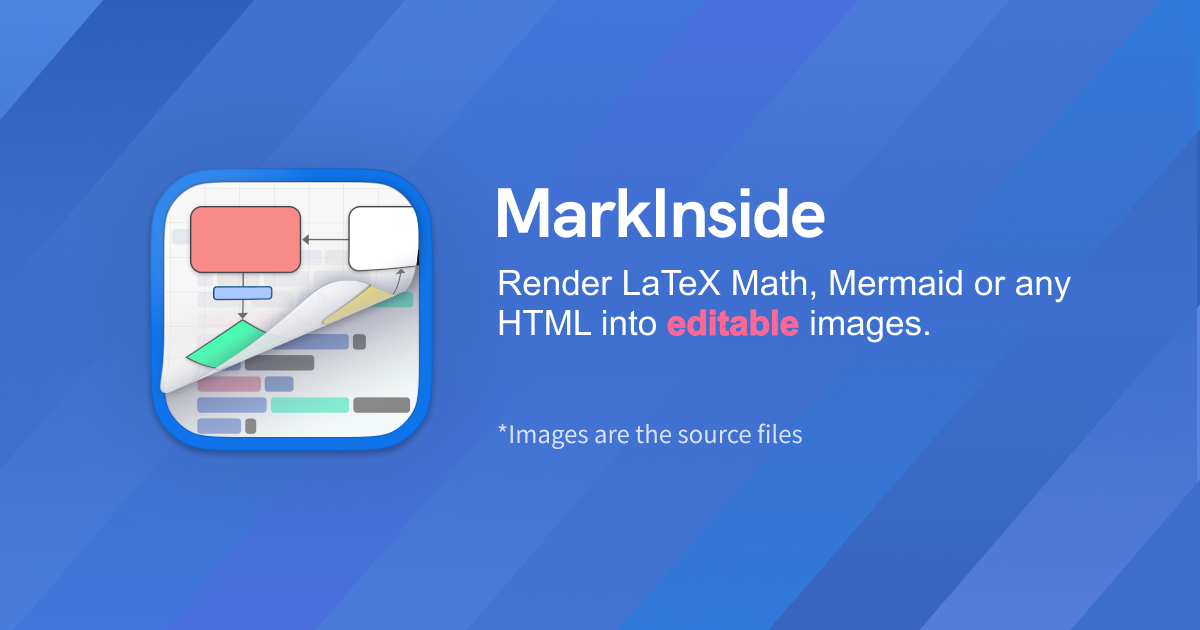 MarkInside
Render LaTeX Math, Mermaid or any
HTML into editable images.
*Images are the source files